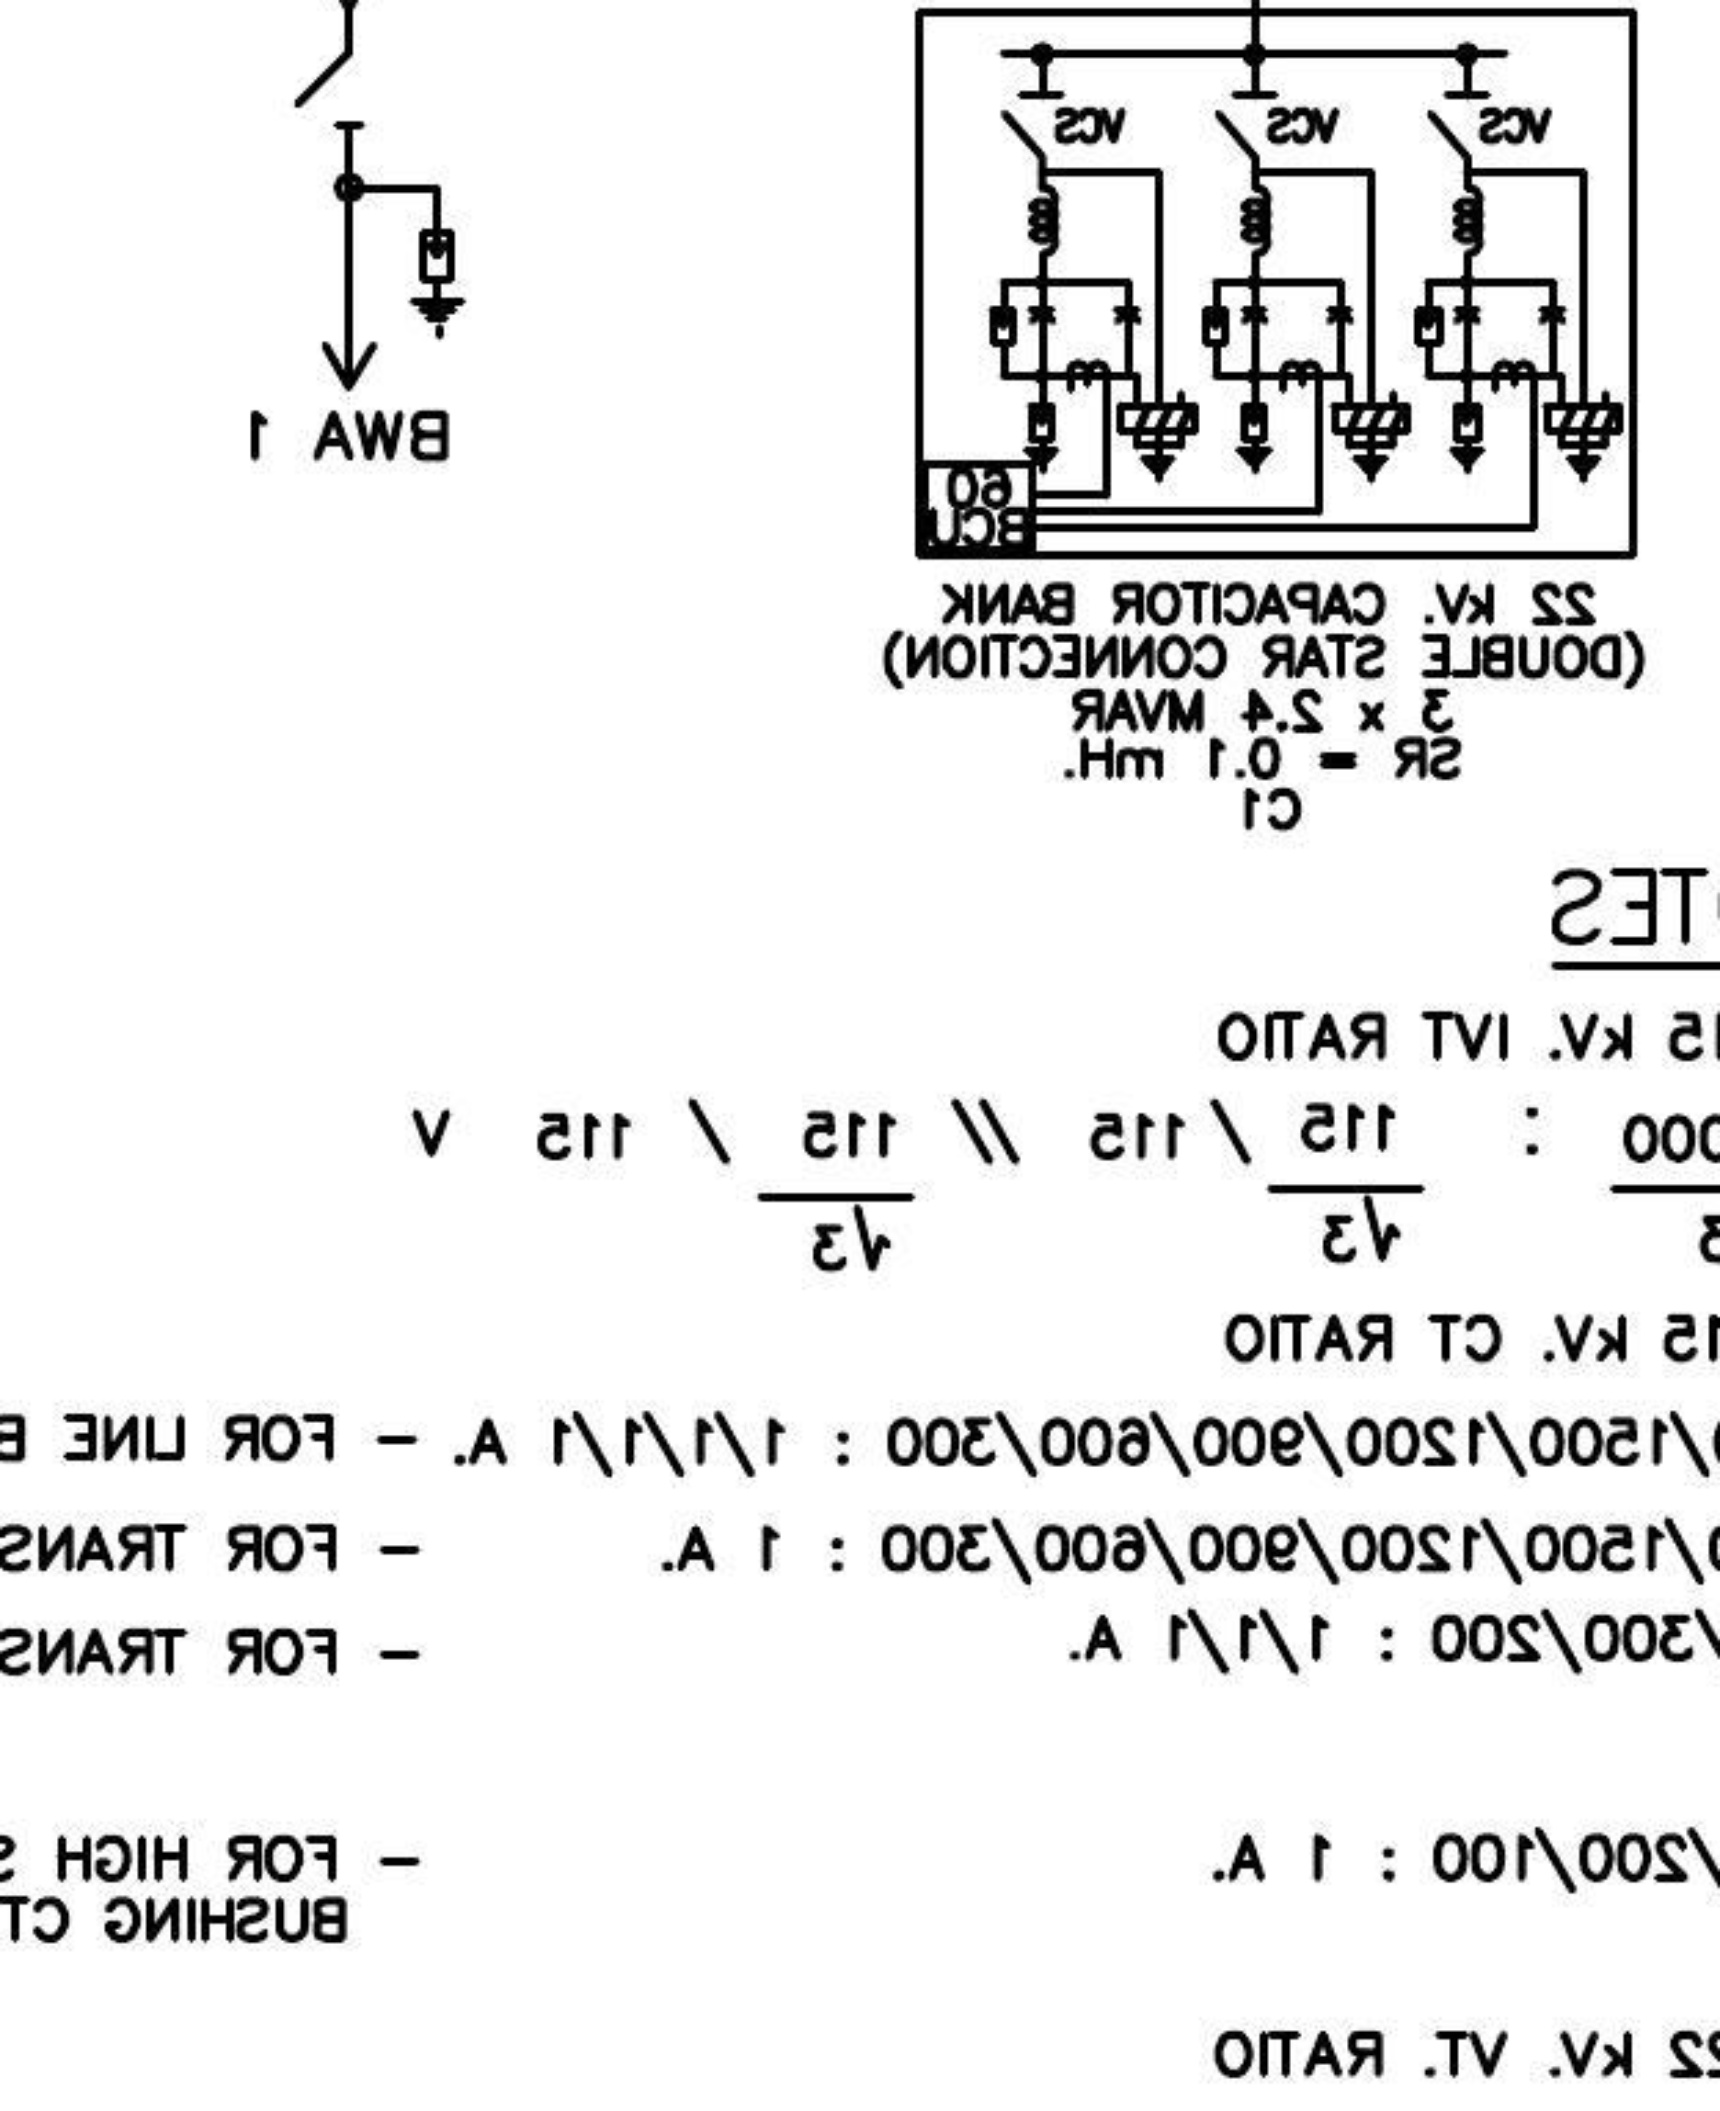 VCS VCS VCS
60
BCU
BWA 1
22 kV. CAPACITOR BANK
(DOUBLE STAR CONNECTION)
3 x 2.4 MVAR
SR = 0.1 mH.
C1
TES
15 kV. IVT RATIO
000 : 115 / 115 // 115 / 115 V
3 √3 √3
15 kV. CT RATIO
0/1500/1200/900/600/300 : 1/1/1/1 A. - FOR LINE B
0/1500/1200/900/600/300 : 1 A. - FOR TRANS
/300/200 : 1/1/1 A. - FOR TRANS
/200/100 : 1 A. - FOR HIGH S
BUSHING CT
22 kV. VT. RATIO